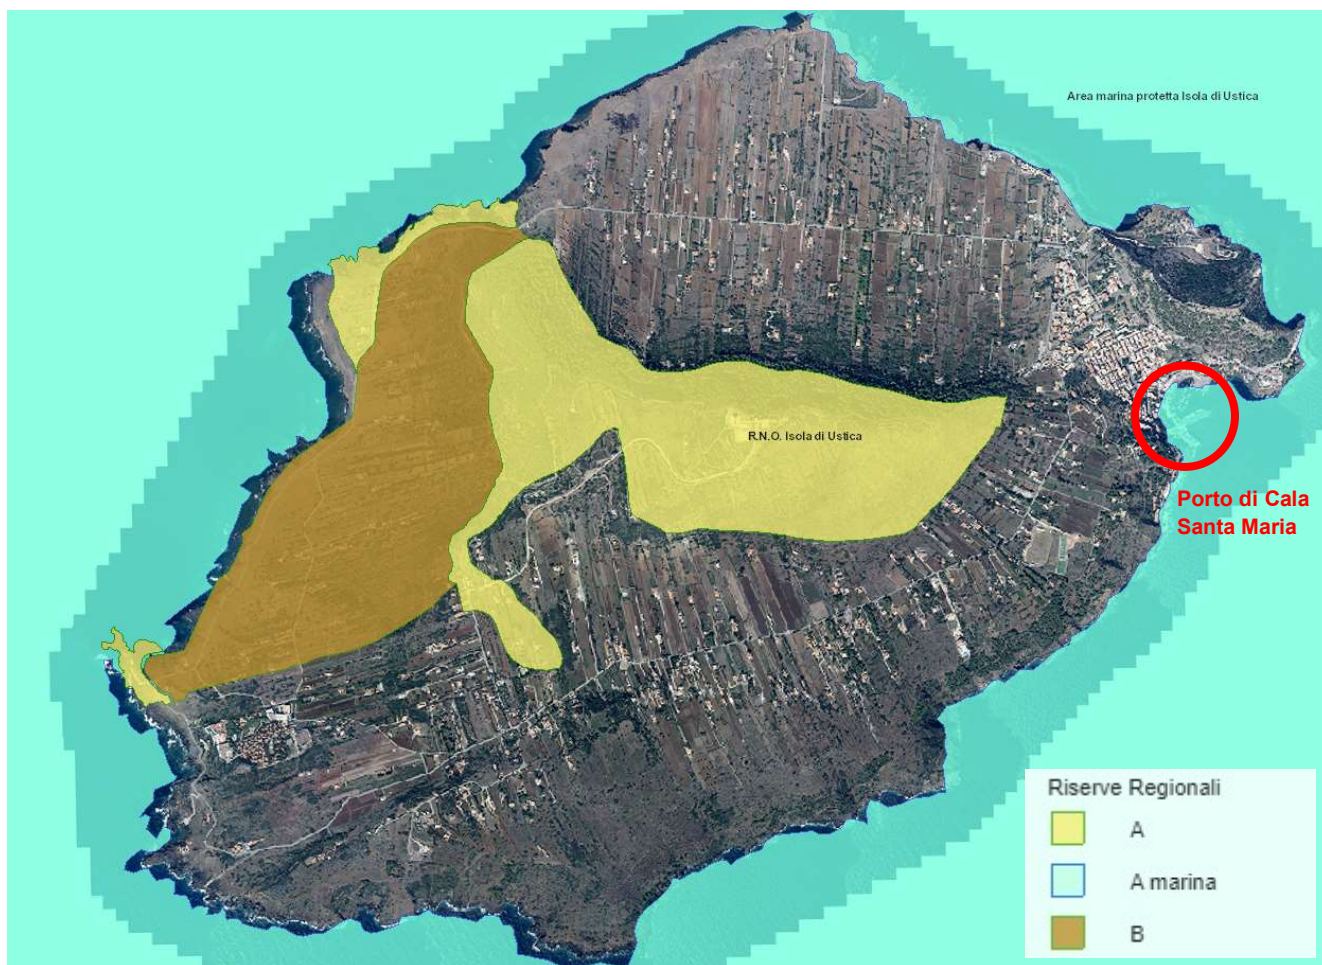 Area marina protetta Isola di Ustica
R.N.O. Isola di Ustica
Porto di Cala
Santa Maria
Riserve Regionali
A
A marina
B